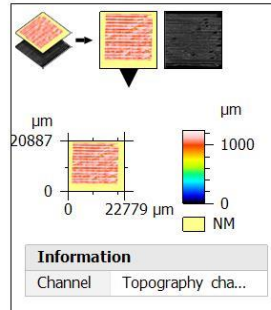 µm
µm
20887
1000
0
0
0
22779 µm
NM
Information
Channel Topography cha...